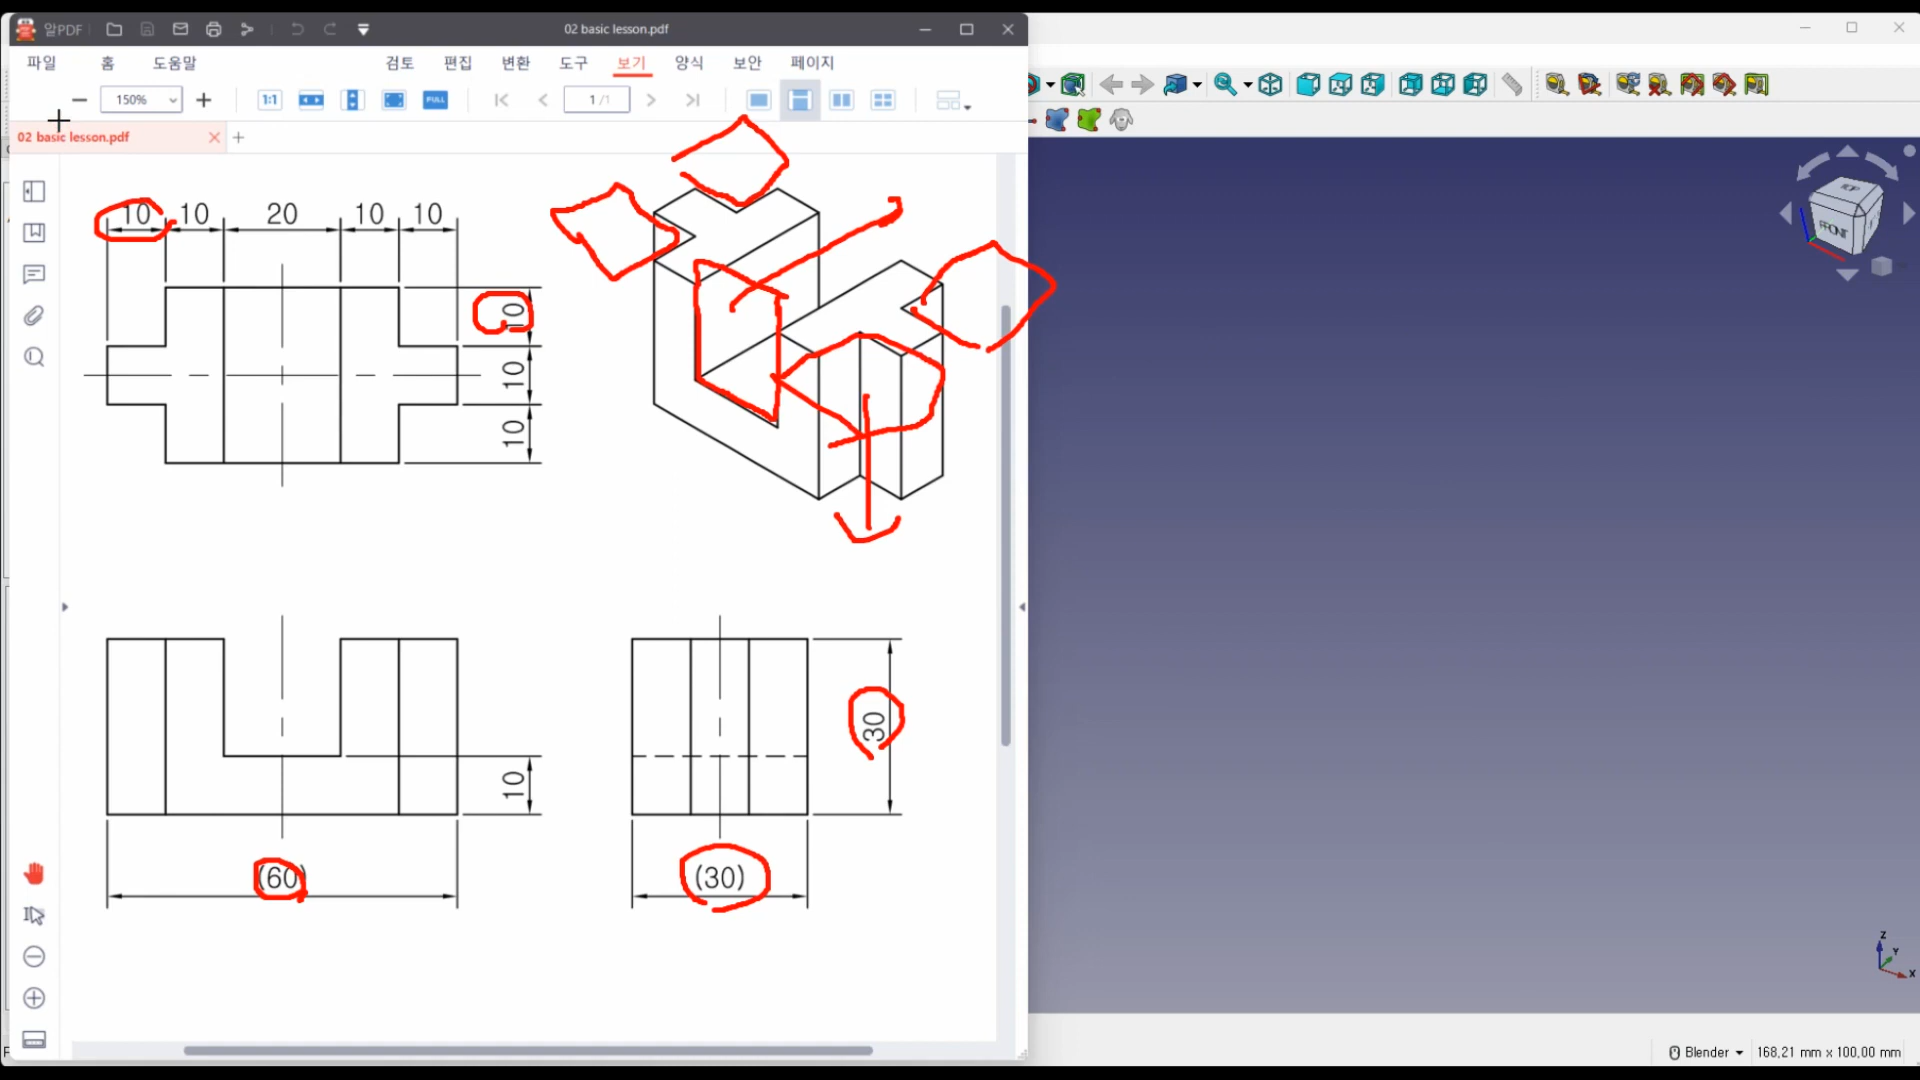 알PDF
02 basic lesson.pdf
파일 홈 도움말 검토 편집 변환 도구 보기 양식 보안 페이지
150% 1:1 FULL 1 /1
02 basic lesson.pdf
10 10 20 10 10
10
10
10
10
(60)
30
(30)
TOP
FRONT
Z
Y
X
Blender 168,21 mm x 100,00 mm